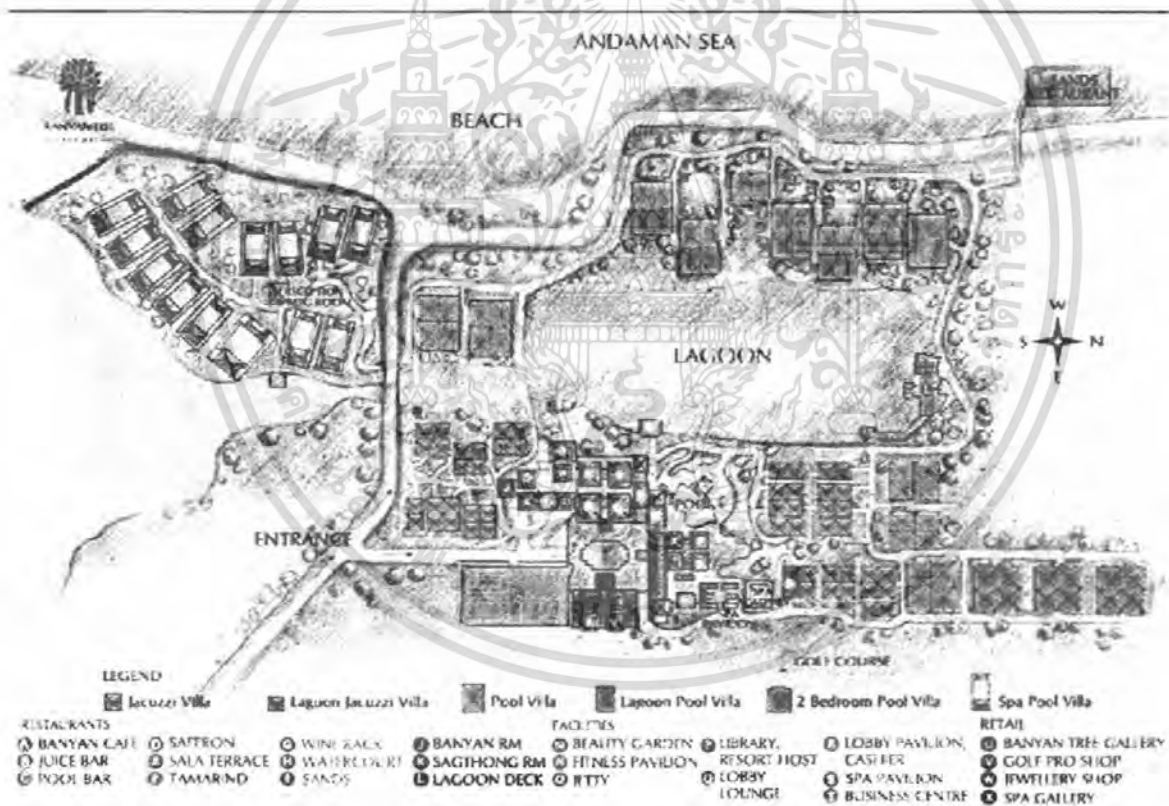 ANDAMAN SEA
BEACH
LAGOON
W
S N
E
POOL
ENTRANCE
GOLF COURSE
LEGEND
Jacuzzi Villa
Lagoon Jacuzzi Villa
Pool Villa
Lagoon Pool Villa
2 Bedroom Pool Villa
Spa Pool Villa
RESTAURANTS
BANYAN CAFE
JUICE BAR
POOL BAR
SAFFRON
SALA TERRACE
TAMARIND
WINE RACK
WATERCOURT
SANDS
BANYAN RM
SAGTHONG RM
LAGOON DECK
FACILITIES
BEAUTY GARDEN
FITNESS PAVILION
JETTY
LIBRARY,
RESORT HOST
LOBBY
LOUNGE
LOBBY PAVILION,
CASHIER
SPA PAVILION
BUSINESS CENTRE
RETAIL
BANYAN TREE GALLERY
GOLF PRO SHOP
JEWELLERY SHOP
SPA GALLERY